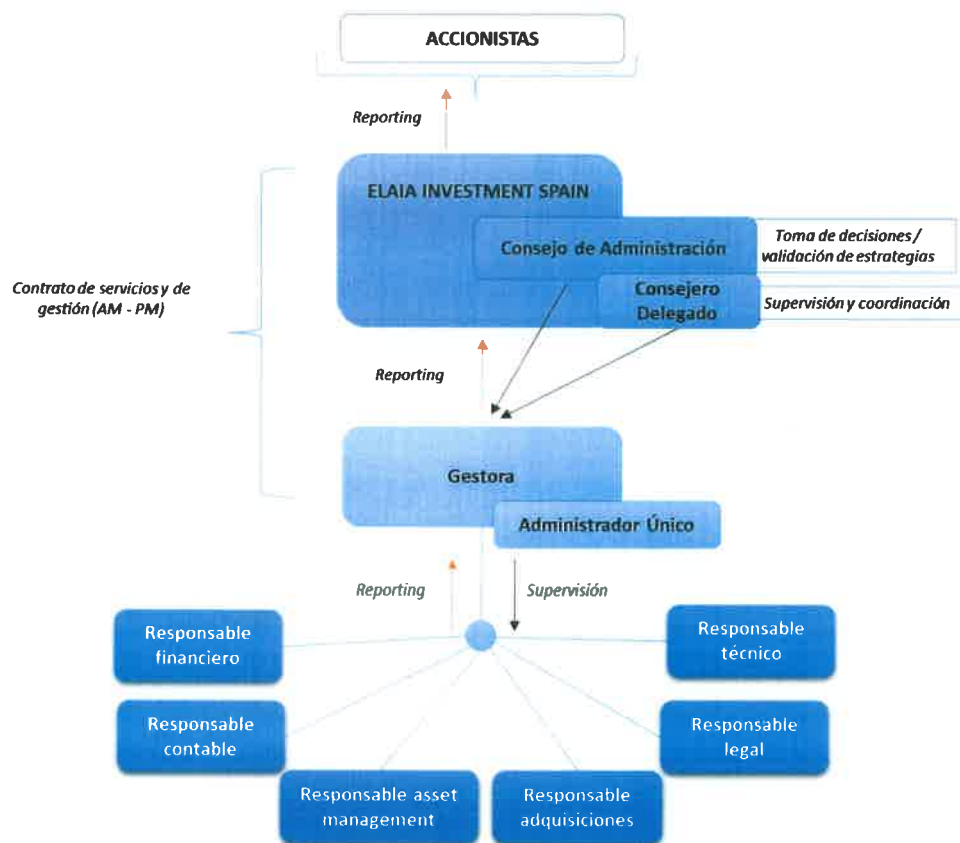 ACCIONISTAS
Reporting
ELAIA INVESTMENT SPAIN
Consejo de Administración
Toma de decisiones /
validación de estrategias
Consejero
Delegado
Supervisión y coordinación
Contrato de servicios y de
gestión (AM - PM)
Reporting
Gestora
Administrador Único
Reporting
Supervisión
Responsable
financiero
Responsable
técnico
Responsable
contable
Responsable
legal
Responsable asset
management
Responsable
adquisiciones